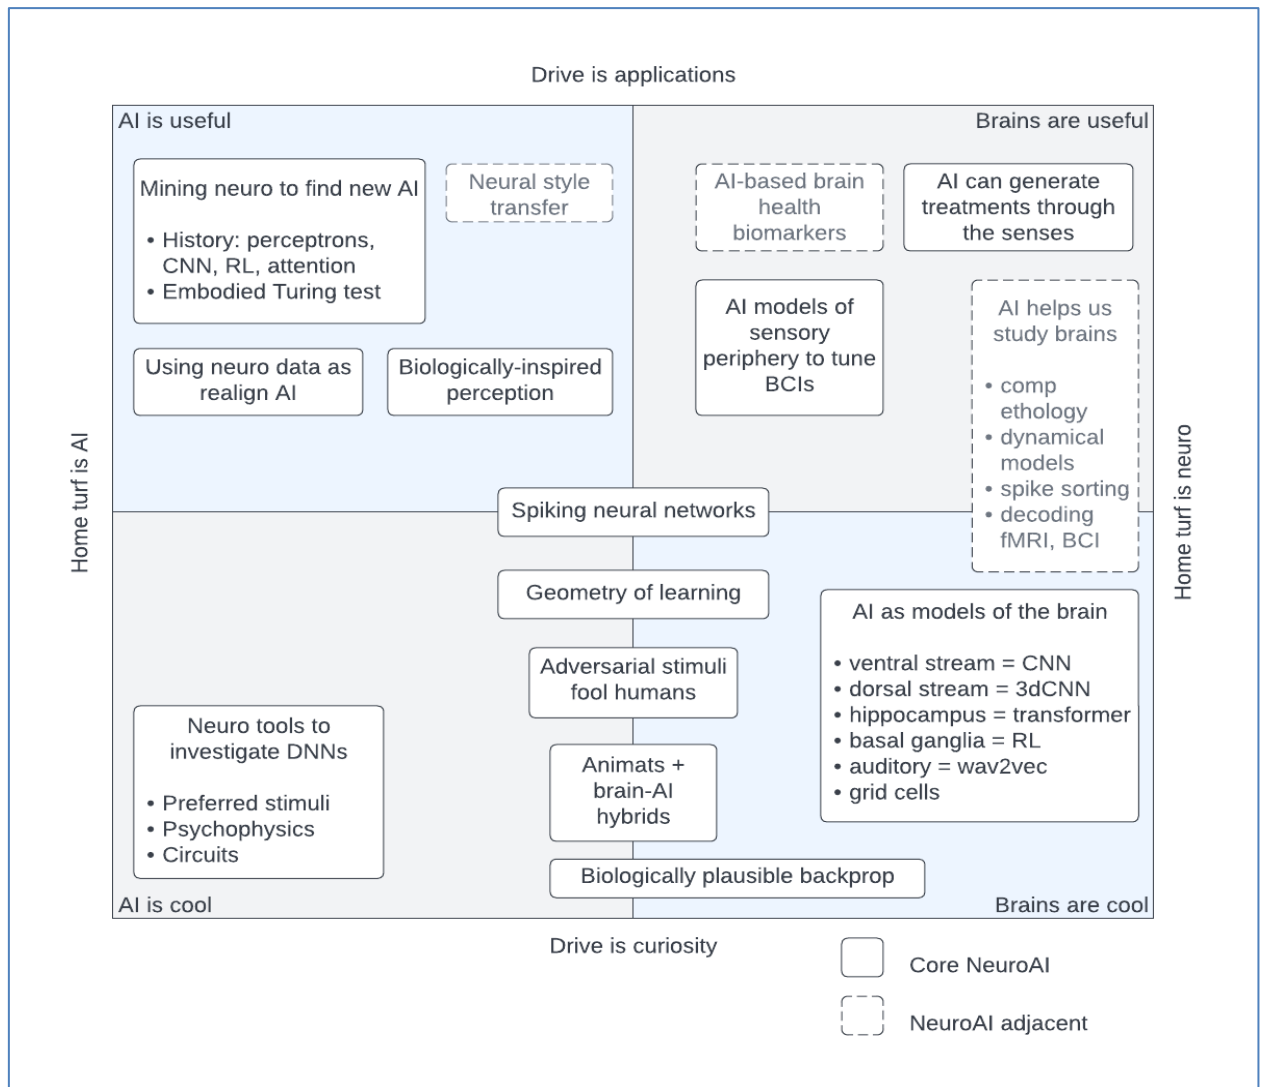 Drive is applications
AI is useful
Brains are useful
Mining neuro to find new AI
• History: perceptrons,
CNN, RL, attention
• Embodied Turing test
Neural style
transfer
AI-based brain
health
biomarkers
AI can generate
treatments through
the senses
Using neuro data as
realign AI
Biologically-inspired
perception
AI models of
sensory
periphery to tune
BCIs
AI helps us
study brains
• comp
ethology
• dynamical
models
• spike sorting
• decoding
fMRI, BCI
Home turf is AI
Home turf is neuro
Spiking neural networks
Geometry of learning
Adversarial stimuli
fool humans
Animats +
brain-AI
hybrids
Biologically plausible backprop
Neuro tools to
investigate DNNs
• Preferred stimuli
• Psychophysics
• Circuits
AI as models of the brain
• ventral stream = CNN
• dorsal stream = 3dCNN
• hippocampus = transformer
• basal ganglia = RL
• auditory = wav2vec
• grid cells
AI is cool
Brains are cool
Drive is curiosity
Core NeuroAI
NeuroAI adjacent